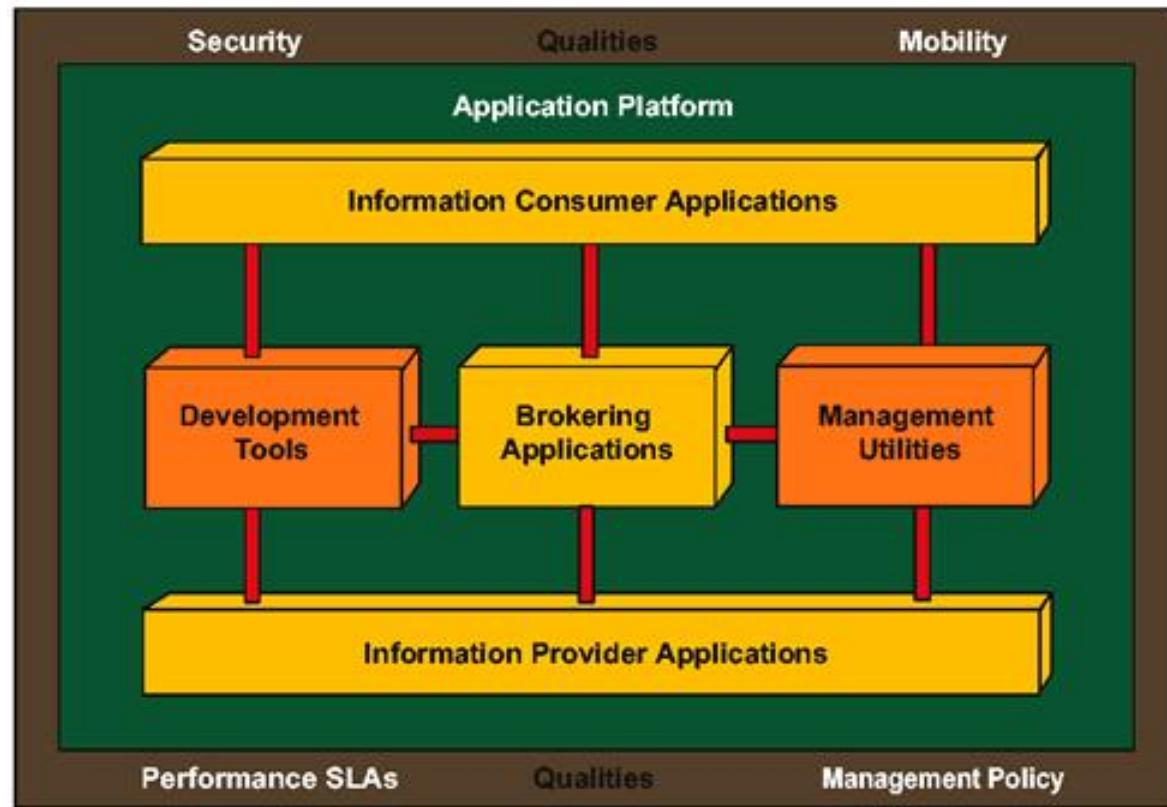 Security Qualities Mobility
Application Platform
Information Consumer Applications
Development
Tools
Brokering
Applications
Management
Utilities
Information Provider Applications
Performance SLAs Qualities Management Policy